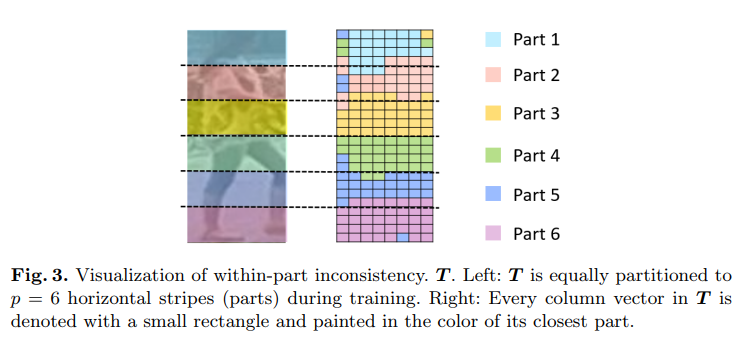 Part 1
Part 2
Part 3
Part 4
Part 5
Part 6
Fig. 3. Visualization of within-part inconsistency. T. Left: T is equally partitioned to
p = 6 horizontal stripes (parts) during training. Right: Every column vector in T is
denoted with a small rectangle and painted in the color of its closest part.